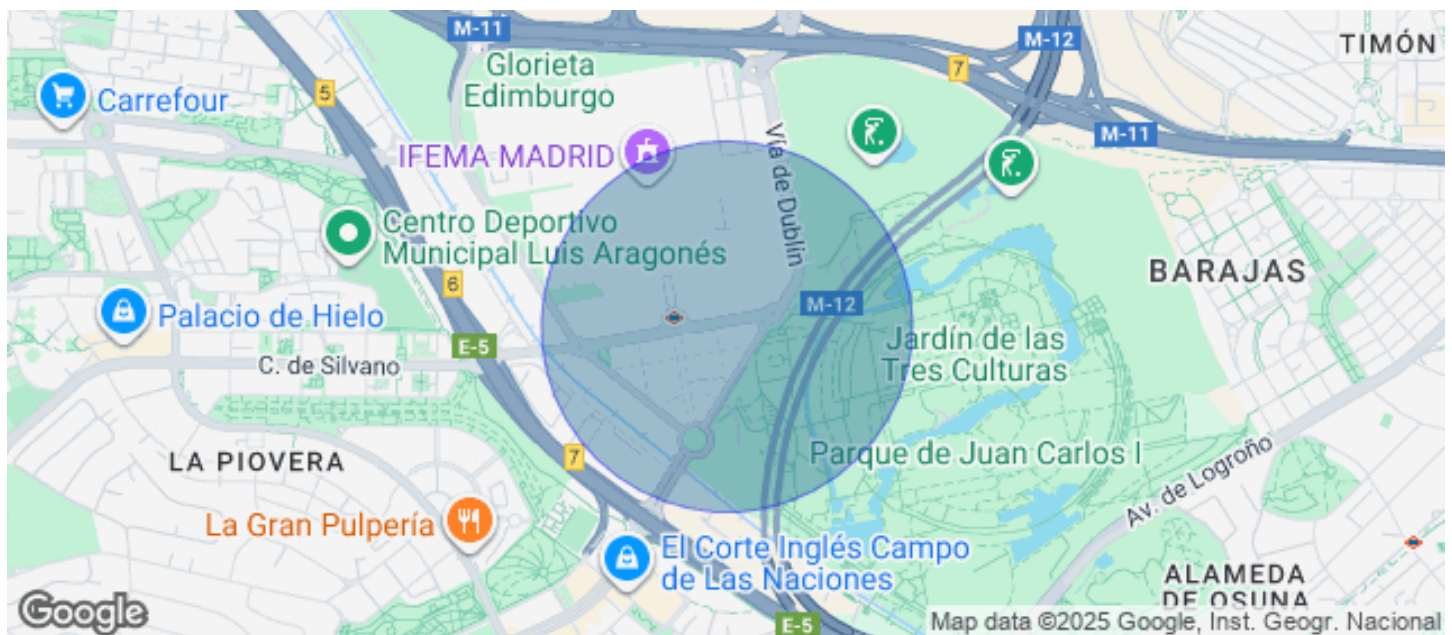 M-11
M-12
TIMÓN
Glorieta
Edimburgo
7
5
Carrefour
M-11
IFEMA MADRID
Vía de Dublín
Centro Deportivo
Municipal Luis Aragonés
BARAJAS
6
Palacio de Hielo
M-12
E-5
C. de Silvano
Jardín de las
Tres Culturas
LA PIOVERA
7
Parque de Juan Carlos I
Av. de Logroño
La Gran Pulpería
El Corte Inglés Campo
de Las Naciones
ALAMEDA
DE OSUNA
Google
E-5
Map data ©2025 Google, Inst. Geogr. Nacional